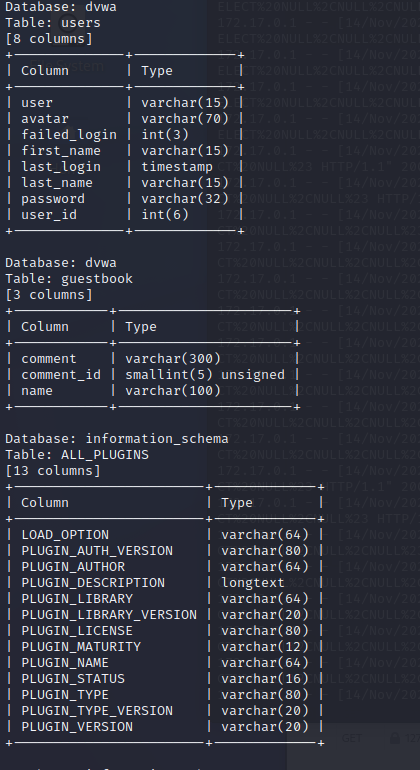 Database: dvwa
Table: users
[8 columns]
+--------------+-------------+
| Column       | Type        |
+--------------+-------------+
| user         | varchar(15) |
| avatar       | varchar(70) |
| failed_login | int(3)      |
| first_name   | varchar(15) |
| last_login   | timestamp   |
| last_name    | varchar(15) |
| password     | varchar(32) |
| user_id      | int(6)      |
+--------------+-------------+
Database: dvwa
Table: guestbook
[3 columns]
+------------+----------------------+
| Column     | Type                 |
+------------+----------------------+
| comment    | varchar(300)         |
| comment_id | smallint(5) unsigned |
| name       | varchar(100)         |
+------------+----------------------+
Database: information_schema
Table: ALL_PLUGINS
[13 columns]
+------------------------+-------------+
| Column                 | Type        |
+------------------------+-------------+
| LOAD_OPTION            | varchar(64) |
| PLUGIN_AUTH_VERSION    | varchar(80) |
| PLUGIN_AUTHOR          | varchar(64) |
| PLUGIN_DESCRIPTION     | longtext    |
| PLUGIN_LIBRARY         | varchar(64) |
| PLUGIN_LIBRARY_VERSION | varchar(20) |
| PLUGIN_LICENSE         | varchar(80) |
| PLUGIN_MATURITY        | varchar(12) |
| PLUGIN_NAME            | varchar(64) |
| PLUGIN_STATUS          | varchar(16) |
| PLUGIN_TYPE            | varchar(80) |
| PLUGIN_TYPE_VERSION    | varchar(20) |
| PLUGIN_VERSION         | varchar(20) |
+------------------------+-------------+